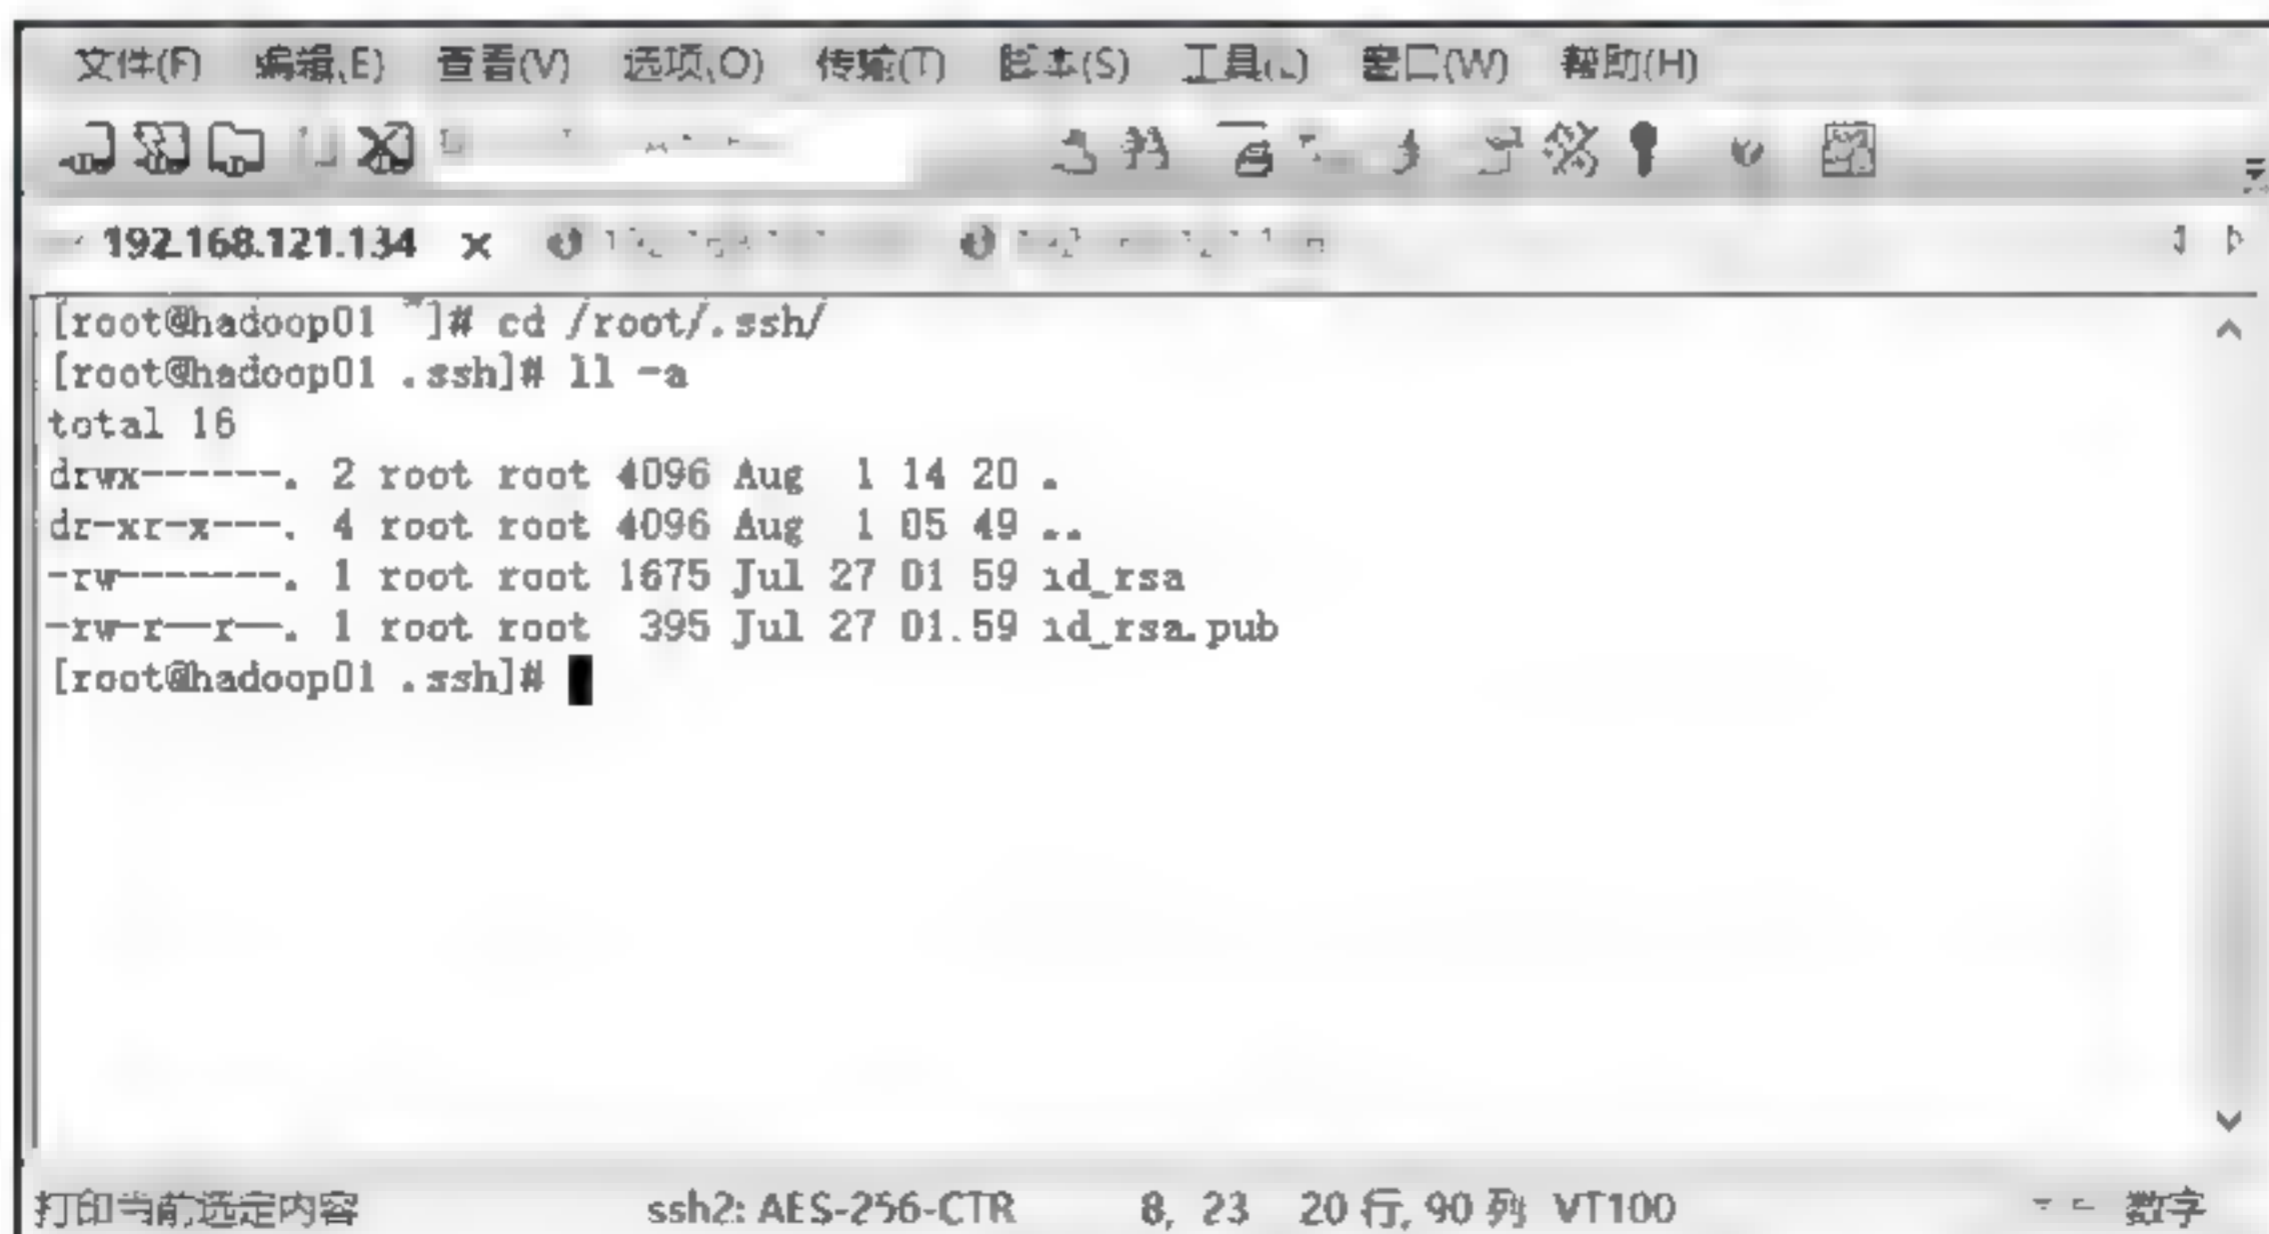 文件(F) 编辑(E) 查看(V) 选项(O) 传输(T) 脚本(S) 工具(L) 窗口(W) 帮助(H)
192.168.121.134
[root@hadoop01 ~]# cd /root/.ssh/
[root@hadoop01 .ssh]# ll -a
total 16
drwx------. 2 root root 4096 Aug  1 14 20 .
dr-xr-x---. 4 root root 4096 Aug  1 05 49 ..
-rw-------. 1 root root 1675 Jul 27 01 59 id_rsa
-rw-r--r--. 1 root root  395 Jul 27 01:59 id_rsa.pub
[root@hadoop01 .ssh]#
打印当前选定内容 ssh2: AES-256-CTR 8, 23 20 行, 90 列 VT100 数字